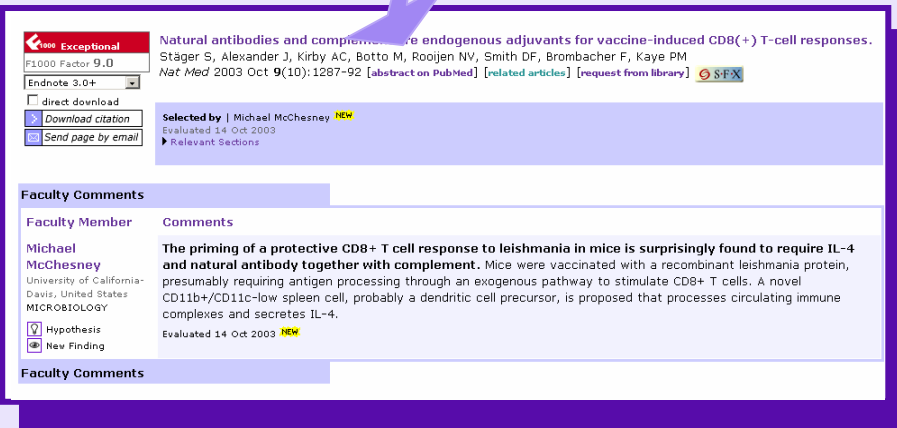 F1000 Exceptional
F1000 Factor 9.0
Endnote 3.0+
direct download
Download citation
Send page by email
Natural antibodies and endogenous adjuvants for vaccine-induced CD8(+) T-cell responses.
Stäger S, Alexander J, Kirby AC, Botto M, Rooijen NV, Smith DF, Brombacher F, Kaye PM
Nat Med 2003 Oct 9(10):1287-92 [abstract on PubMed] [related articles] [request from library] S·F·X
Selected by | Michael McChesney NEW
Evaluated 14 Oct 2003
Relevant Sections
Faculty Comments
Faculty Member Comments
Michael
McChesney
University of California-
Davis, United States
MICROBIOLOGY
Hypothesis
New Finding
The priming of a protective CD8+ T cell response to leishmania in mice is surprisingly found to require IL-4
and natural antibody together with complement. Mice were vaccinated with a recombinant leishmania protein,
presumably requiring antigen processing through an exogenous pathway to stimulate CD8+ T cells. A novel
CD11b+/CD11c-low spleen cell, probably a dendritic cell precursor, is proposed that processes circulating immune
complexes and secretes IL-4.
Evaluated 14 Oct 2003 NEW
Faculty Comments